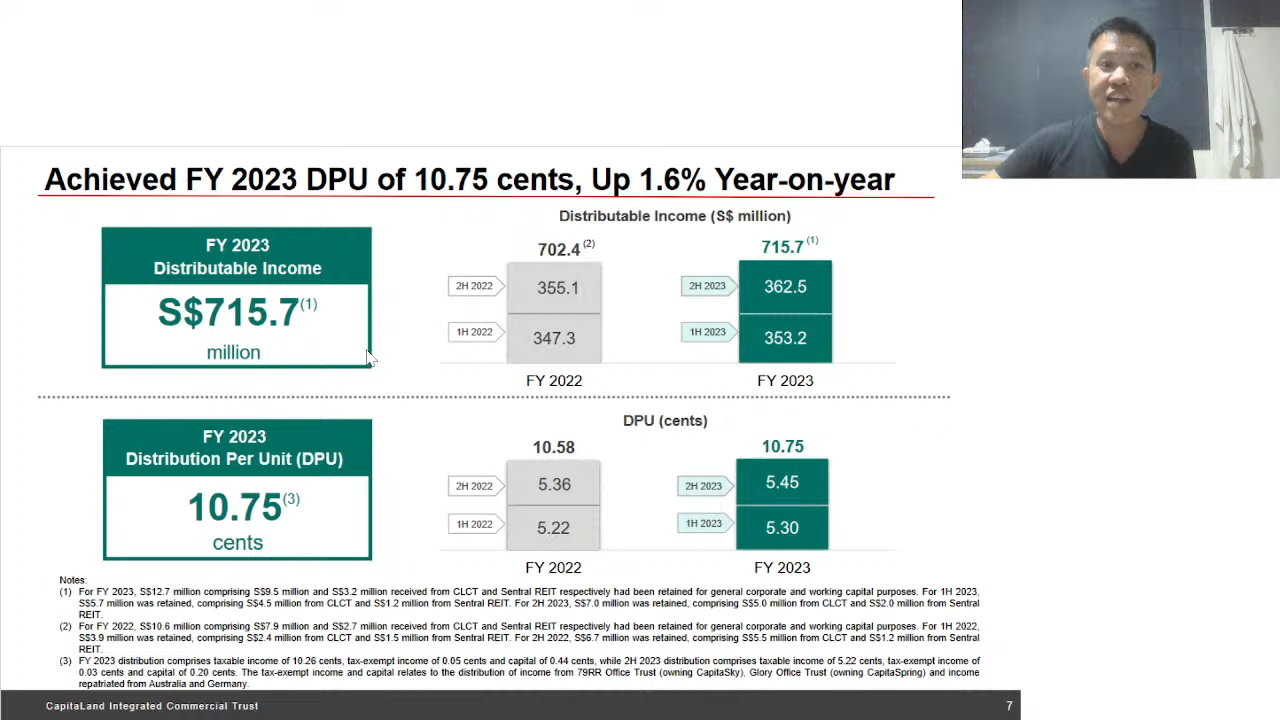 Achieved FY 2023 DPU of 10.75 cents, Up 1.6% Year-on-year
FY 2023
Distributable Income
S$715.7(1)
million
Distributable Income (S$ million)
702.4 (2)
715.7 (1)
2H 2022
355.1
2H 2023
362.5
1H 2022
347.3
1H 2023
353.2
FY 2022
FY 2023
FY 2023
Distribution Per Unit (DPU)
10.75(3)
cents
DPU (cents)
10.58
10.75
2H 2022
5.36
2H 2023
5.45
1H 2022
5.22
1H 2023
5.30
FY 2022
FY 2023
Notes:
(1) For FY 2023, S$12.7 million comprising S$9.5 million and S$3.2 million received from CLCT and Sentral REIT respectively had been retained for general corporate and working capital purposes. For 1H 2023,
S$5.7 million was retained, comprising S$4.5 million from CLCT and S$1.2 million from Sentral REIT. For 2H 2023, S$7.0 million was retained, comprising S$5.0 million from CLCT and S$2.0 million from Sentral
REIT.
(2) For FY 2022, S$10.6 million comprising S$7.9 million and S$2.7 million received from CLCT and Sentral REIT respectively had been retained for general corporate and working capital purposes. For 1H 2022,
S$3.9 million was retained, comprising S$2.4 million from CLCT and S$1.5 million from Sentral REIT. For 2H 2022, S$6.7 million was retained, comprising S$5.5 million from CLCT and S$1.2 million from Sentral
REIT.
(3) FY 2023 distribution comprises taxable income of 10.26 cents, tax-exempt income of 0.05 cents and capital of 0.44 cents, while 2H 2023 distribution comprises taxable income of 5.22 cents, tax-exempt income of
0.03 cents and capital of 0.20 cents. The tax-exempt income and capital relates to the distribution of income from 79RR Office Trust (owning CapitaSky), Glory Office Trust (owning CapitaSpring) and income
repatriated from Australia and Germany.
CapitaLand Integrated Commercial Trust
7